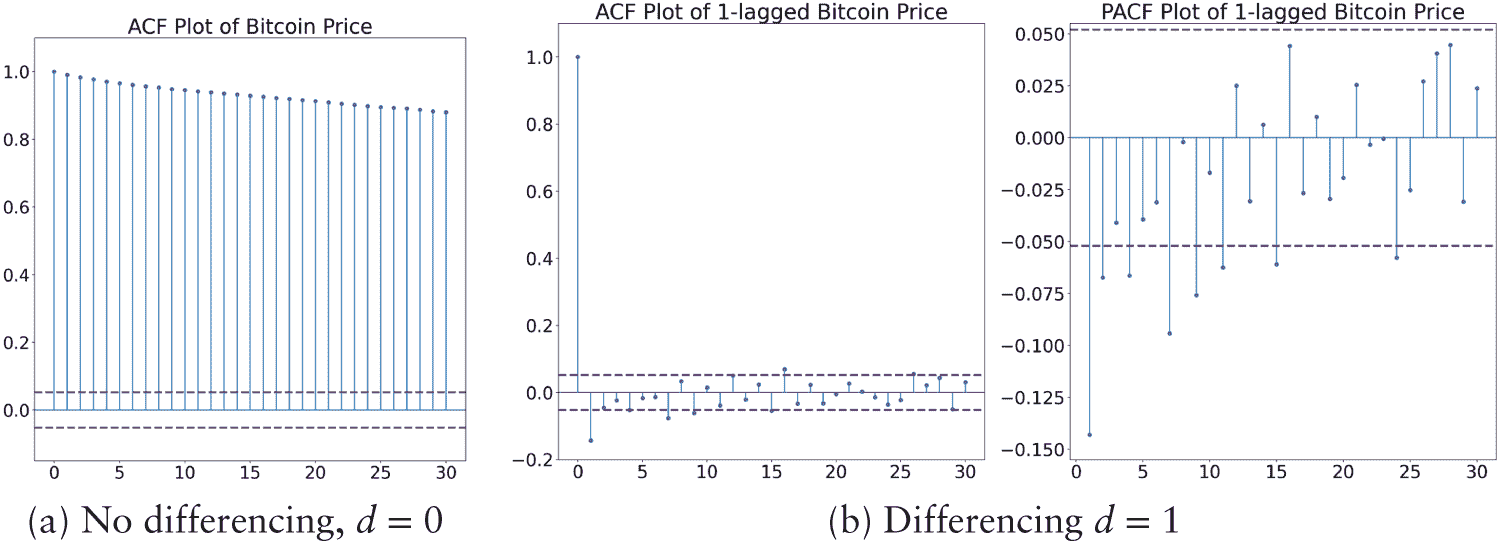 ACF Plot of Bitcoin Price
1.0
0.8
0.6
0.4
0.2
0.0
0 5 10 15 20 25 30
(a) No differencing, d = 0
ACF Plot of 1-lagged Bitcoin Price
1.0
0.8
0.6
0.4
0.2
0.0
−0.2
0 5 10 15 20 25 30
PACF Plot of 1-lagged Bitcoin Price
0.050
0.025
0.000
−0.025
−0.050
−0.075
−0.100
−0.125
−0.150
0 5 10 15 20 25 30
(b) Differencing d = 1